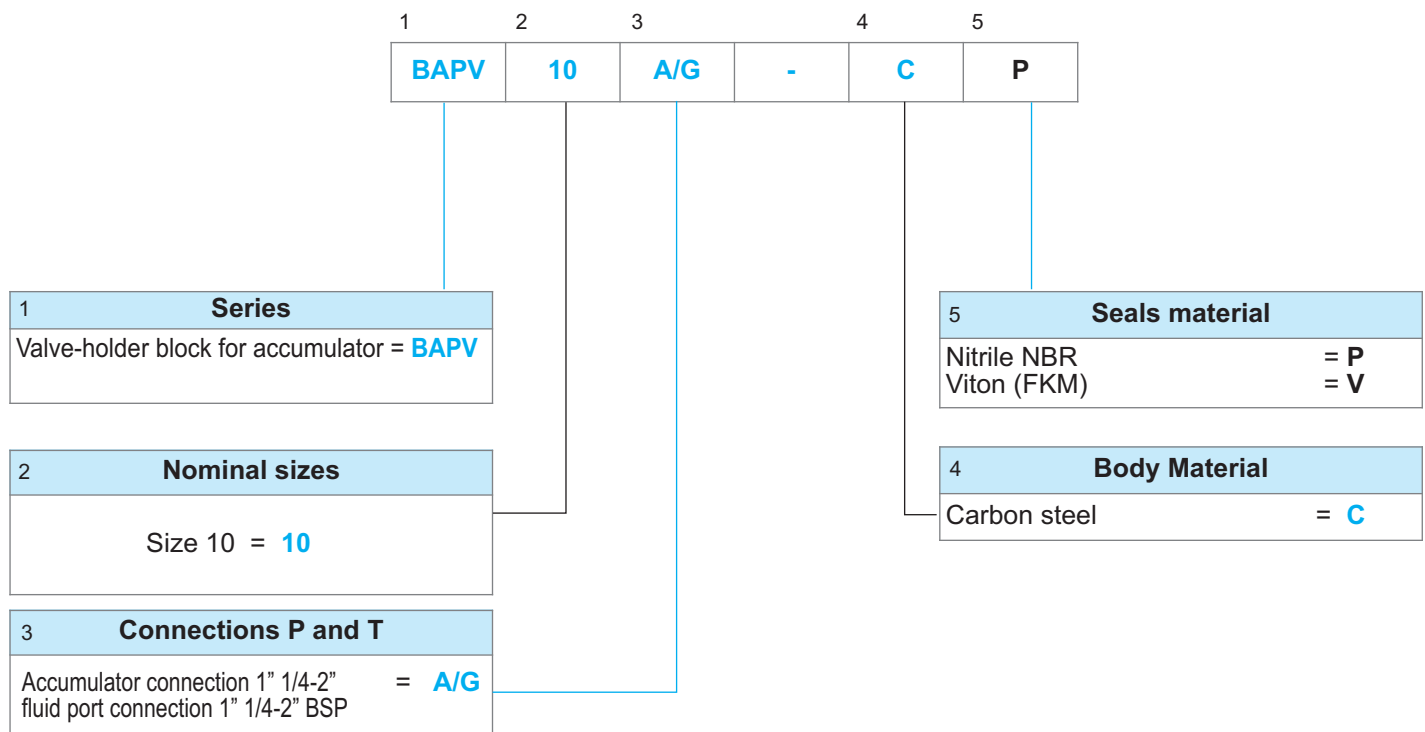 1 2 3 4 5
BAPV 10 A/G - C P
1 Series
Valve-holder block for accumulator = BAPV
2 Nominal sizes
Size 10 = 10
3 Connections P and T
Accumulator connection 1” 1/4-2” = A/G
fluid port connection 1” 1/4-2” BSP
5 Seals material
Nitrile NBR = P
Viton (FKM) = V
4 Body Material
Carbon steel = C